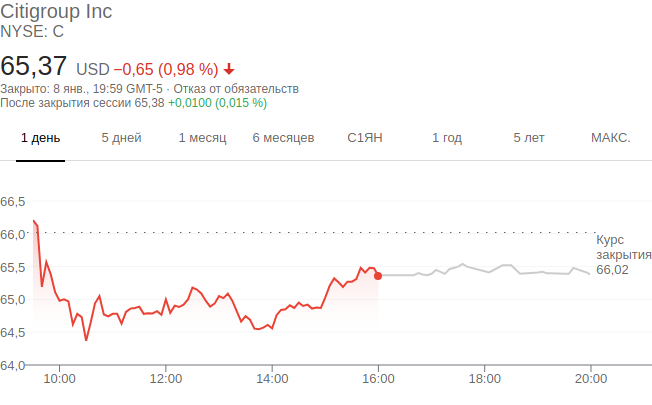 Citigroup Inc
NYSE: C
65,37 USD −0,65 (0,98 %)
Закрыто: 8 янв., 19:59 GMT-5 · Отказ от обязательств
После закрытия сессии 65,38 +0,0100 (0,015 %)
1 день 5 дней 1 месяц 6 месяцев С1ЯН 1 год 5 лет МАКС.
66,5
66,0
65,5
65,0
64,5
64,0
Курс
закрытия
66,02
10:00 12:00 14:00 16:00 18:00 20:00